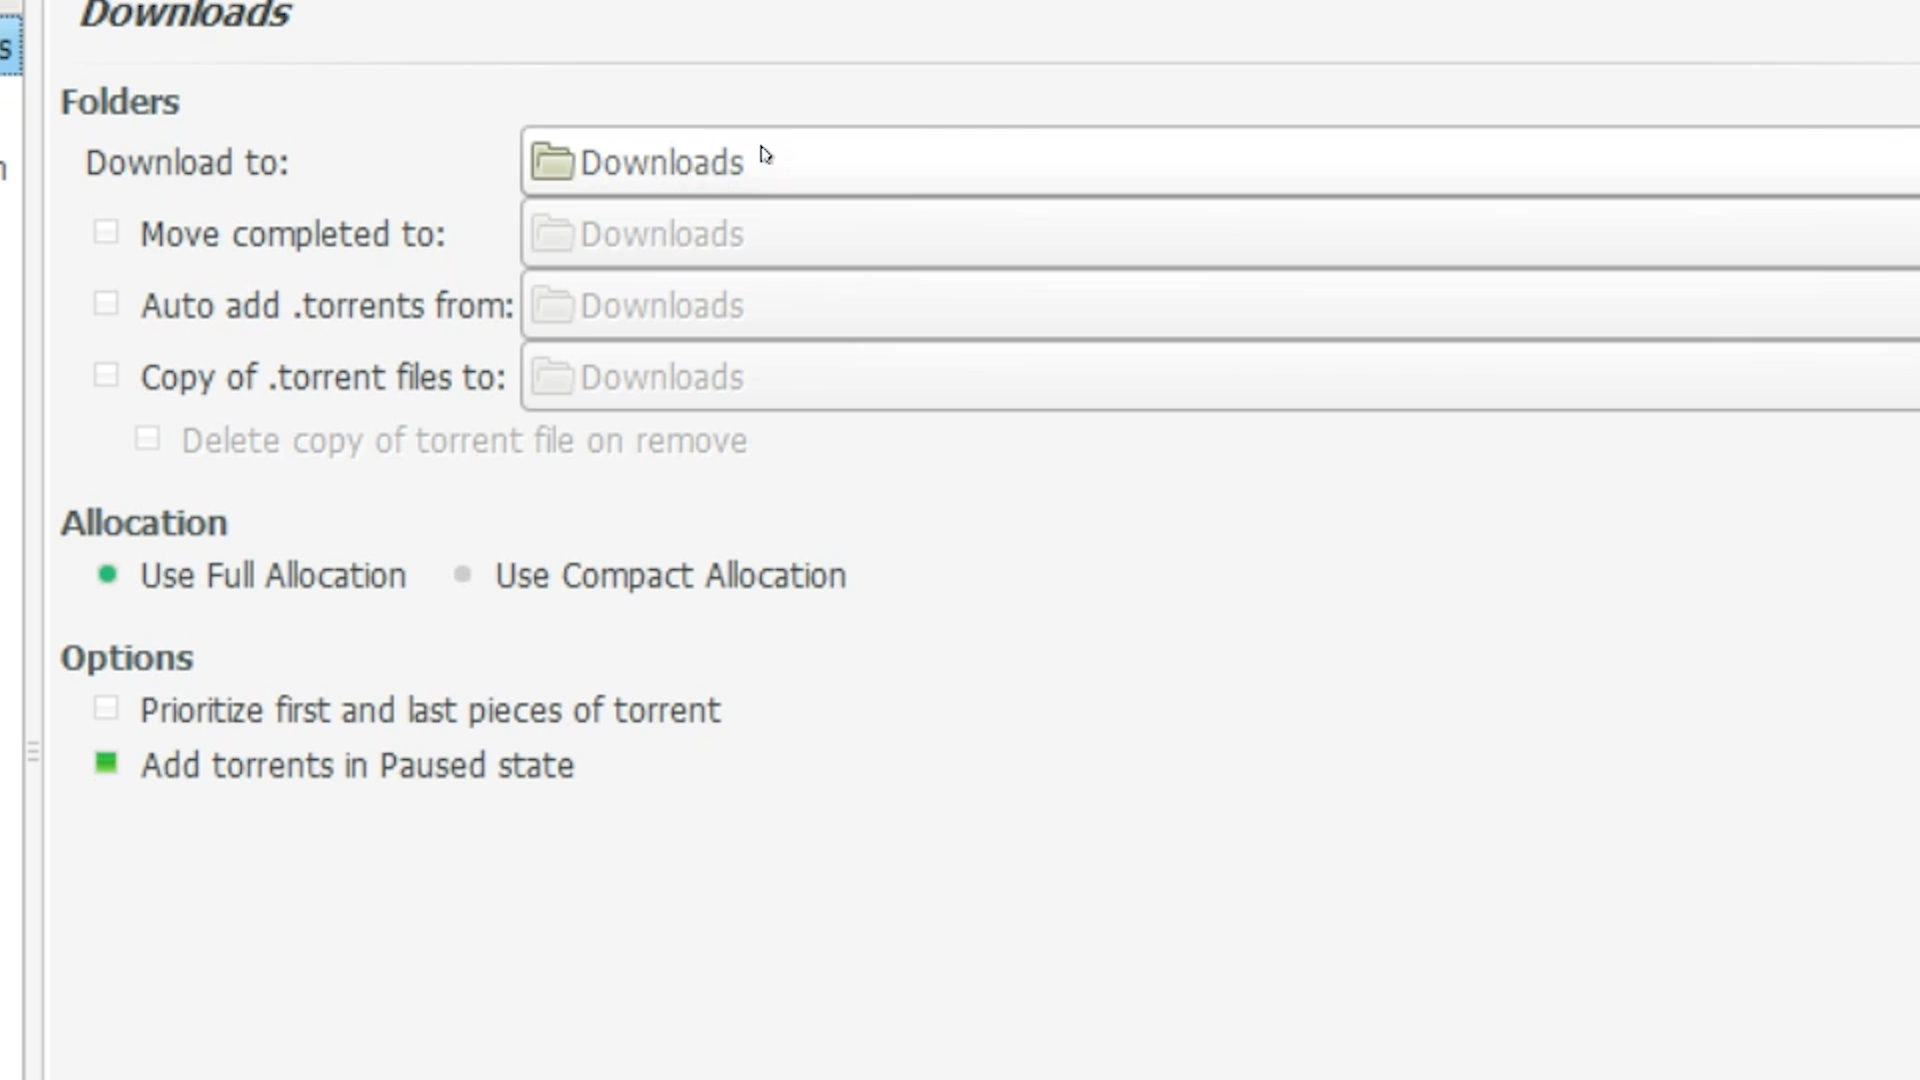 Downloads
s
Folders
Download to: Downloads
Move completed to: Downloads
Auto add .torrents from: Downloads
Copy of .torrent files to: Downloads
Delete copy of torrent file on remove
Allocation
Use Full Allocation Use Compact Allocation
Options
Prioritize first and last pieces of torrent
Add torrents in Paused state